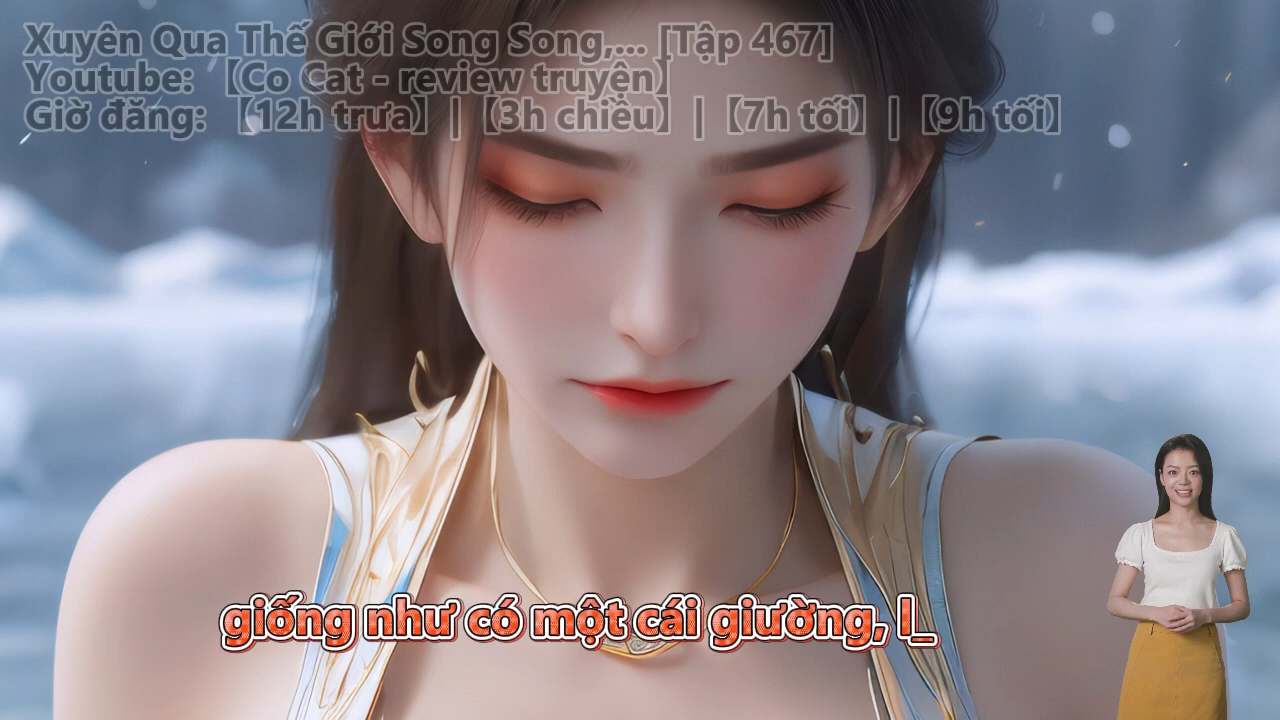 Xuyên Qua Thế Giới Song Song,... [Tập 467]
Youtube: 【Co Cat - review truyện】
Giờ đăng: 【12h trưa】 | 【3h chiều】 | 【7h tối】 | 【9h tối】
giống như có một cái giường, l_